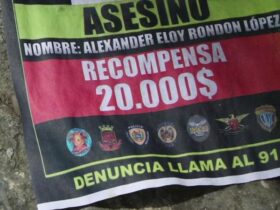 ASESINO
NOMBRE: ALEXANDER ELOY RONDON LÓPEZ
RECOMPENSA
20.000$
DENUNCIA LLAMA AL 91